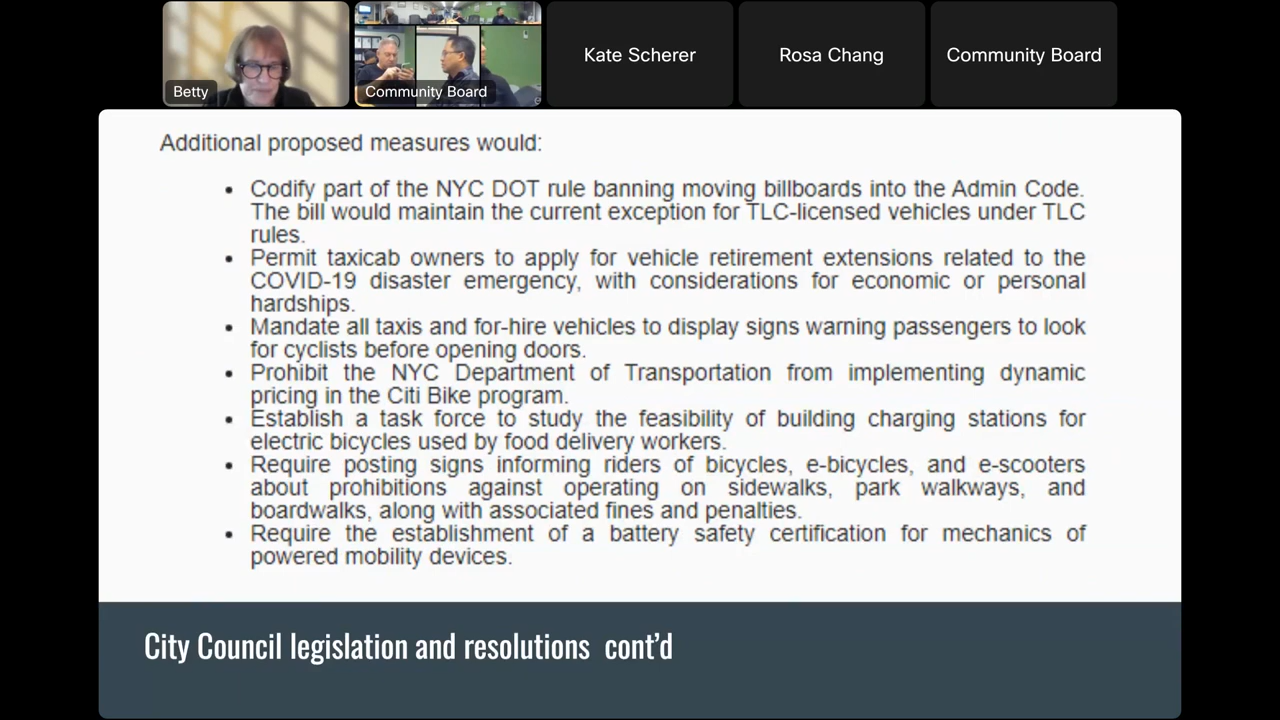 Betty
Community Board
Kate Scherer
Rosa Chang
Community Board
Additional proposed measures would:
• Codify part of the NYC DOT rule banning moving billboards into the Admin Code.
The bill would maintain the current exception for TLC-licensed vehicles under TLC
rules.
• Permit taxicab owners to apply for vehicle retirement extensions related to the
COVID-19 disaster emergency, with considerations for economic or personal
hardships.
• Mandate all taxis and for-hire vehicles to display signs warning passengers to look
for cyclists before opening doors.
• Prohibit the NYC Department of Transportation from implementing dynamic
pricing in the Citi Bike program.
• Establish a task force to study the feasibility of building charging stations for
electric bicycles used by food delivery workers.
• Require posting signs informing riders of bicycles, e-bicycles, and e-scooters
about prohibitions against operating on sidewalks, park walkways, and
boardwalks, along with associated fines and penalties.
• Require the establishment of a battery safety certification for mechanics of
powered mobility devices.
City Council legislation and resolutions cont’d